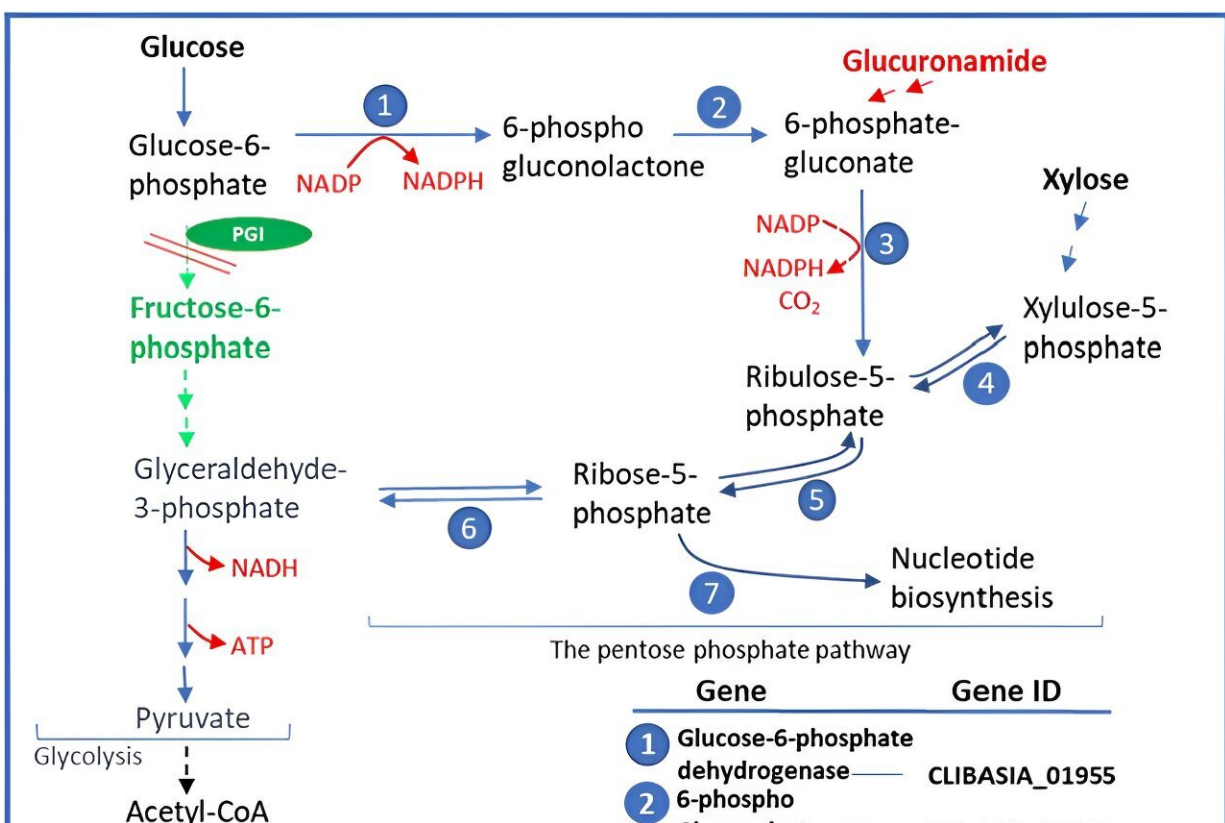 Glucose
Glucose-6-
phosphate
1
NADP
NADPH
6-phospho
gluconolactone
2
Glucuronamide
6-phosphate-
gluconate
Xylose
PGI
NADP
NADPH
CO₂
3
Fructose-6-
phosphate
Xylulose-5-
phosphate
Ribulose-5-
phosphate
4
Glyceraldehyde-
3-phosphate
6
Ribose-5-
phosphate
5
NADH
7
Nucleotide
biosynthesis
ATP
The pentose phosphate pathway
Pyruvate
Glycolysis
Acetyl-CoA
Gene Gene ID
1 Glucose-6-phosphate
dehydrogenase CLIBASIA_01955
2 6-phospho